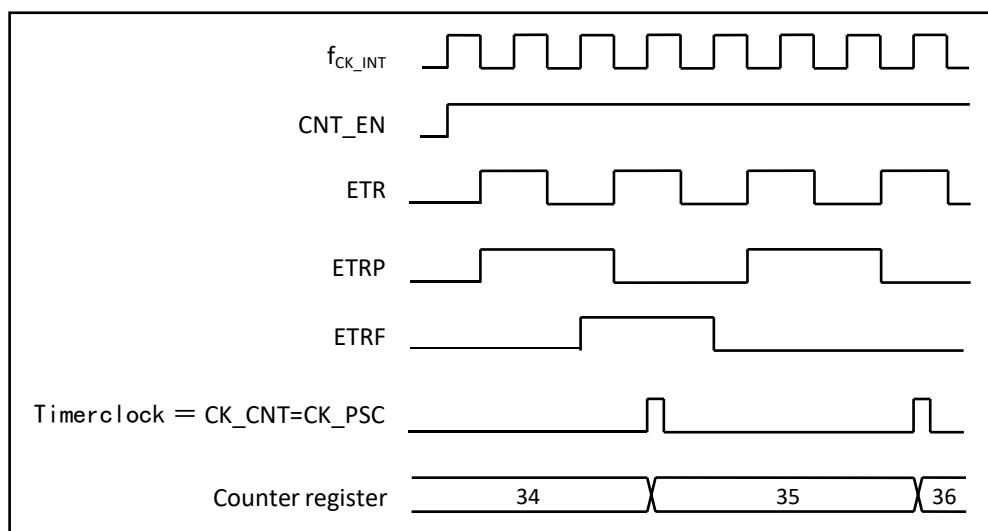 fCK_INT
CNT_EN
ETR
ETRP
ETRF
Timerclock = CK_CNT=CK_PSC
Counter register 34 35 36